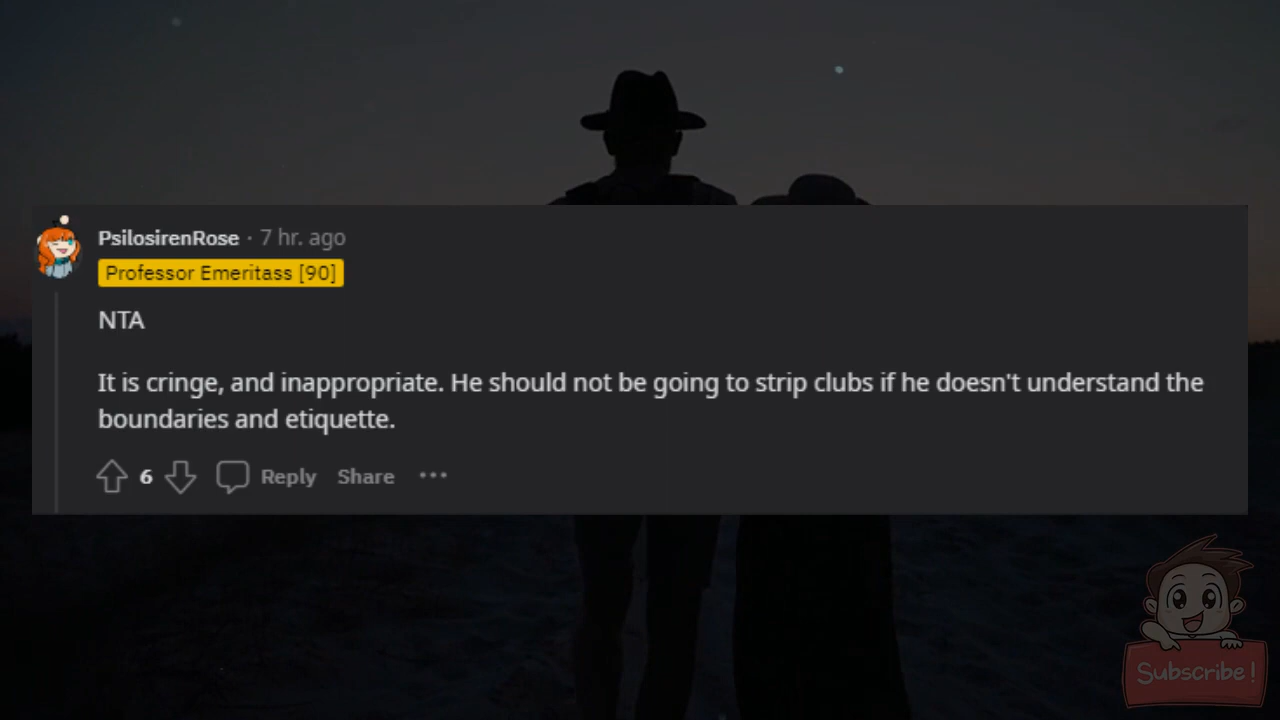 PsilosirenRose · 7 hr. ago
Professor Emeritass [90]
NTA
It is cringe, and inappropriate. He should not be going to strip clubs if he doesn't understand the
boundaries and etiquette.
6 Reply Share ···
Subscribe!